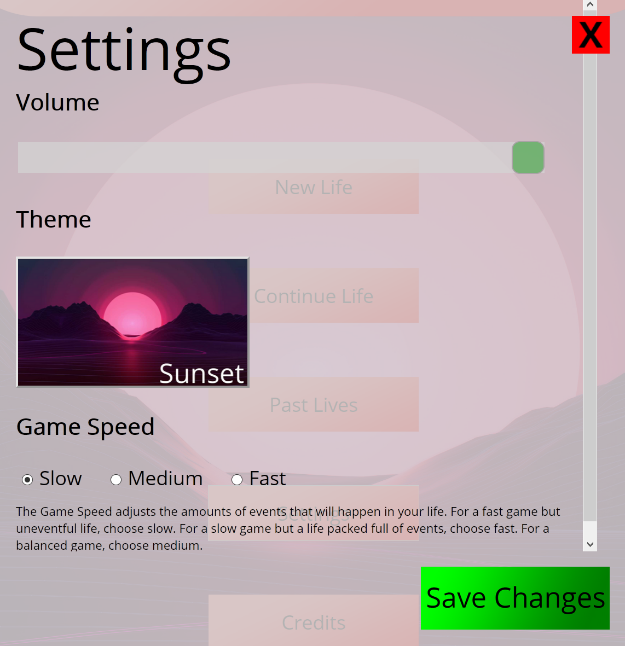 Settings
X
Volume
New Life
Theme
Continue Life
Sunset
Past Lives
Game Speed
Slow Medium Fast
Settings
The Game Speed adjusts the amounts of events that will happen in your life. For a fast game but
uneventful life, choose slow. For a slow game but a life packed full of events, choose fast. For a
balanced game, choose medium.
Save Changes
Credits